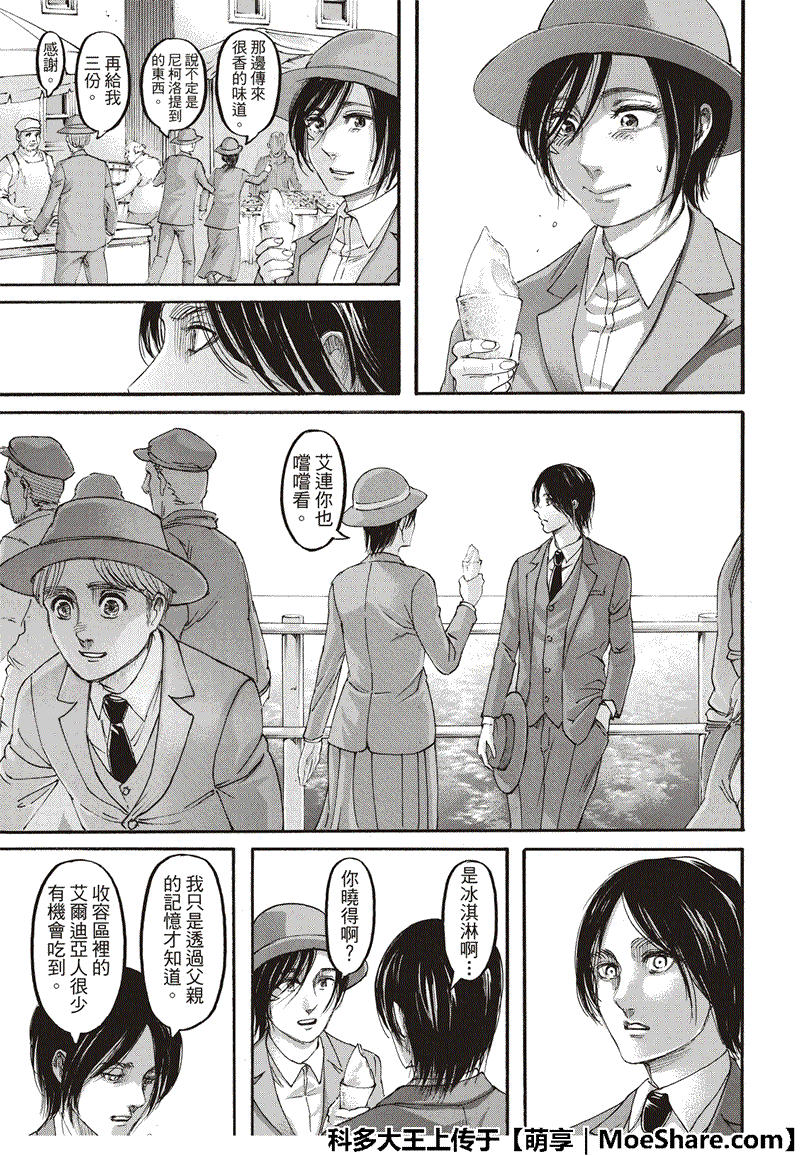 那邊傳來
很香的味道。
說不定是
尼柯洛提到
的東西。
再給我
三份。
感謝。
艾連你也
嚐嚐看。
是冰淇淋啊…
你曉得啊？
我只是透過父親
的記憶才知道。
收容區裡的
艾爾迪亞人很少
有機會吃到。
科多大王上传于【萌享｜MoeShare.com】